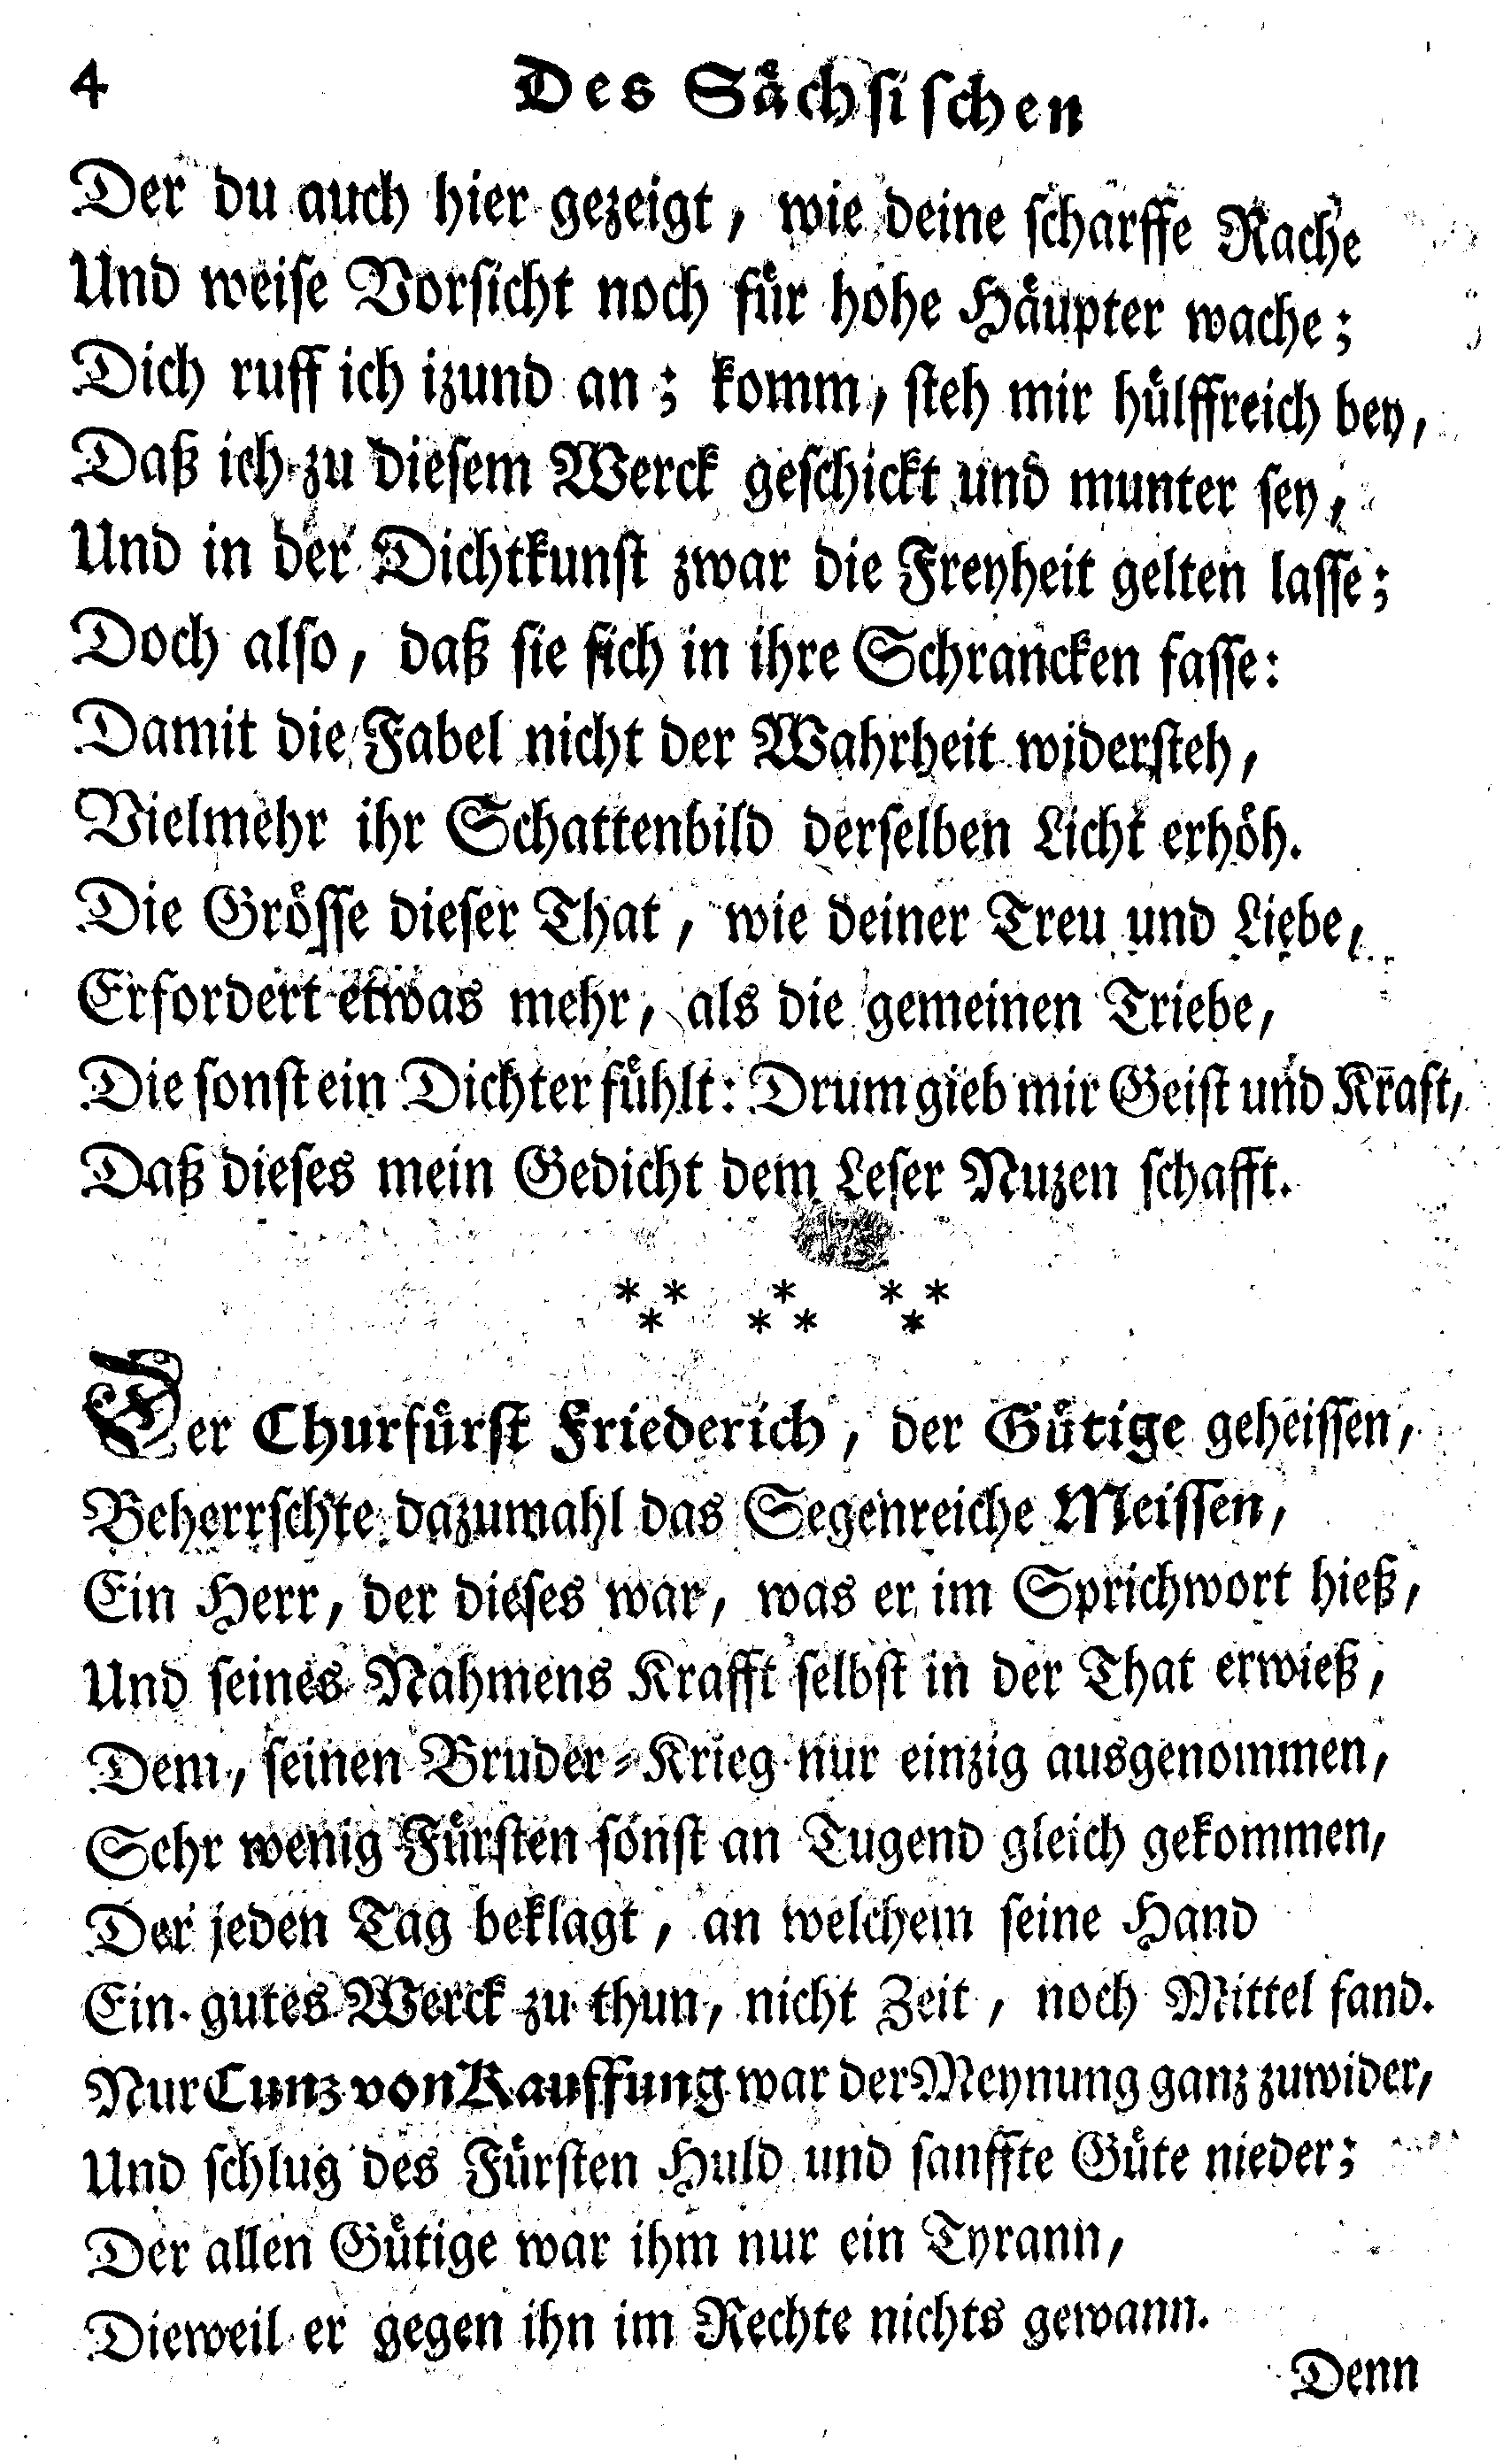 4 Des Sächsischen
Der du auch hier gezeigt, wie deine scharffe Rache
Und weise Vorsicht noch für hohe Häupter wache;
Dich ruff ich izund an; komm, steh mir hülffreich bey,
Daß ich zu diesem Werck geschickt und munter sey,
Und in der Dichtkunst zwar die Freyheit gelten lasse;
Doch also, daß sie sich in ihre Schrancken fasse:
Damit die Fabel nicht der Wahrheit widersteh,
Vielmehr ihr Schattenbild derselben Licht erhöh.
Die Grösse dieser That, wie deiner Treu und Liebe,
Erfordert etwas mehr, als die gemeinen Triebe,
Die sonst ein Dichter fühlt: Drum gieb mir Geist und Kraft,
Daß dieses mein Gedicht dem Leser Nuzen schafft.
* * * * *
* * * *
Der Churfürst Friederich, der Gütige geheissen,
Beherrschte dazumahl das Segenreiche Meissen,
Ein Herr, der dieses war, was er im Sprichwort hieß,
Und seines Nahmens Krafft selbst in der That erwieß,
Dem, seinen Bruder-Krieg nur einzig ausgenommen,
Sehr wenig Fürsten sonst an Tugend gleich gekommen,
Der jeden Tag beklagt, an welchem seine Hand
Ein gutes Werck zu thun, nicht Zeit, noch Mittel fand.
Nur Cunz von Kauffung war der Meynung ganz zuwider,
Und schlug des Fürsten Huld und sanffte Güte nieder;
Der allen Gütige war ihm nur ein Tyrann,
Dieweil er gegen ihn im Rechte nichts gewann.
Denn